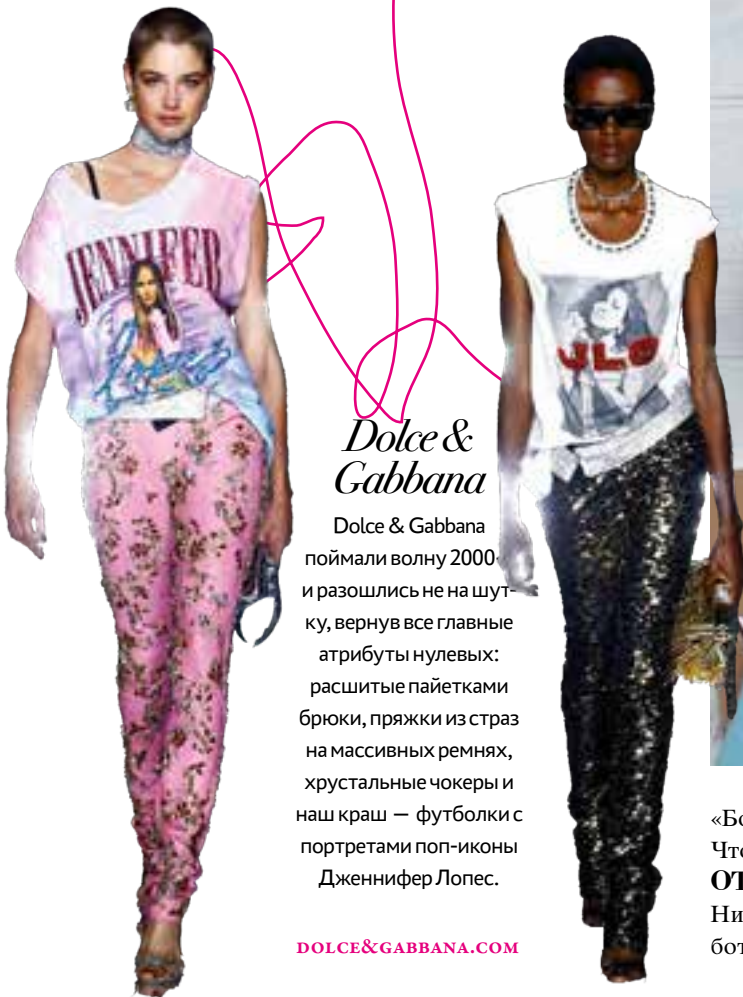 JENNIFER
Lopez
JLO
Dolce &
Gabbana
Dolce & Gabbana
поймали волну 2000-
и разошлись не на шут-
ку, вернув все главные
атрибуты нулевых:
расшитые пайетками
брюки, пряжки из страз
на массивных ремнях,
хрустальные чокеры и
наш краш — футболки с
портретами поп-иконы
Дженнифер Лопес.
DOLCE&GABBANA.COM
«Бо
Что
ОТ
Ни
бот